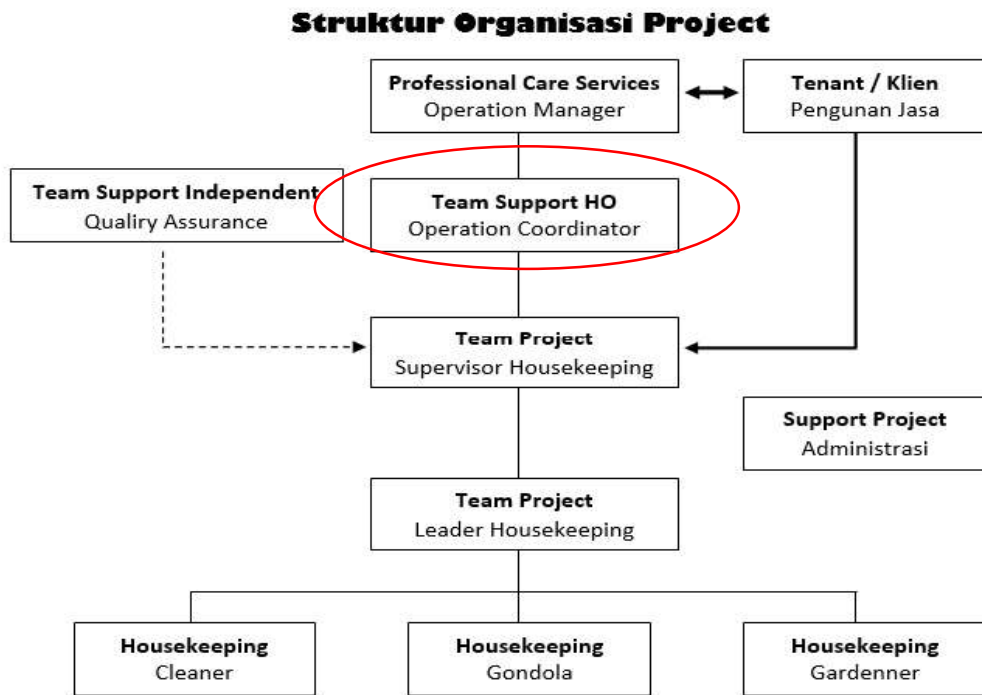 Struktur Organisasi Project
Professional Care Services
Operation Manager
Tenant / Klien
Pengunan Jasa
Team Support Independent
Qualiry Assurance
Team Support HO
Operation Coordinator
Team Project
Supervisor Housekeeping
Support Project
Administrasi
Team Project
Leader Housekeeping
Housekeeping
Cleaner
Housekeeping
Gondola
Housekeeping
Gardenner